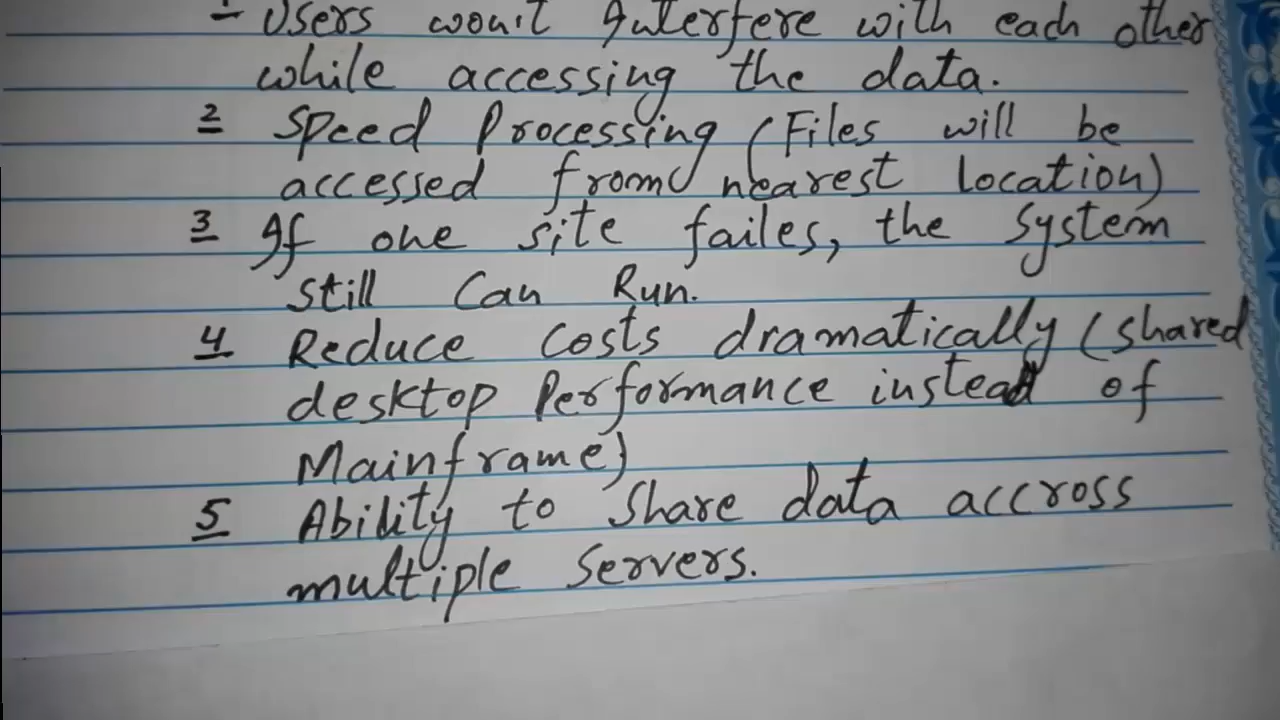 Users won't Interfere with each other
while accessing the data.
2 Speed Processing (Files will be
accessed from nearest location)
3 If one site failes, the System
Still Can Run.
4 Reduce Costs dramatically (Shared
desktop Performance instead of
Mainframe)
5 Ability to Share data accross
multiple Servers.